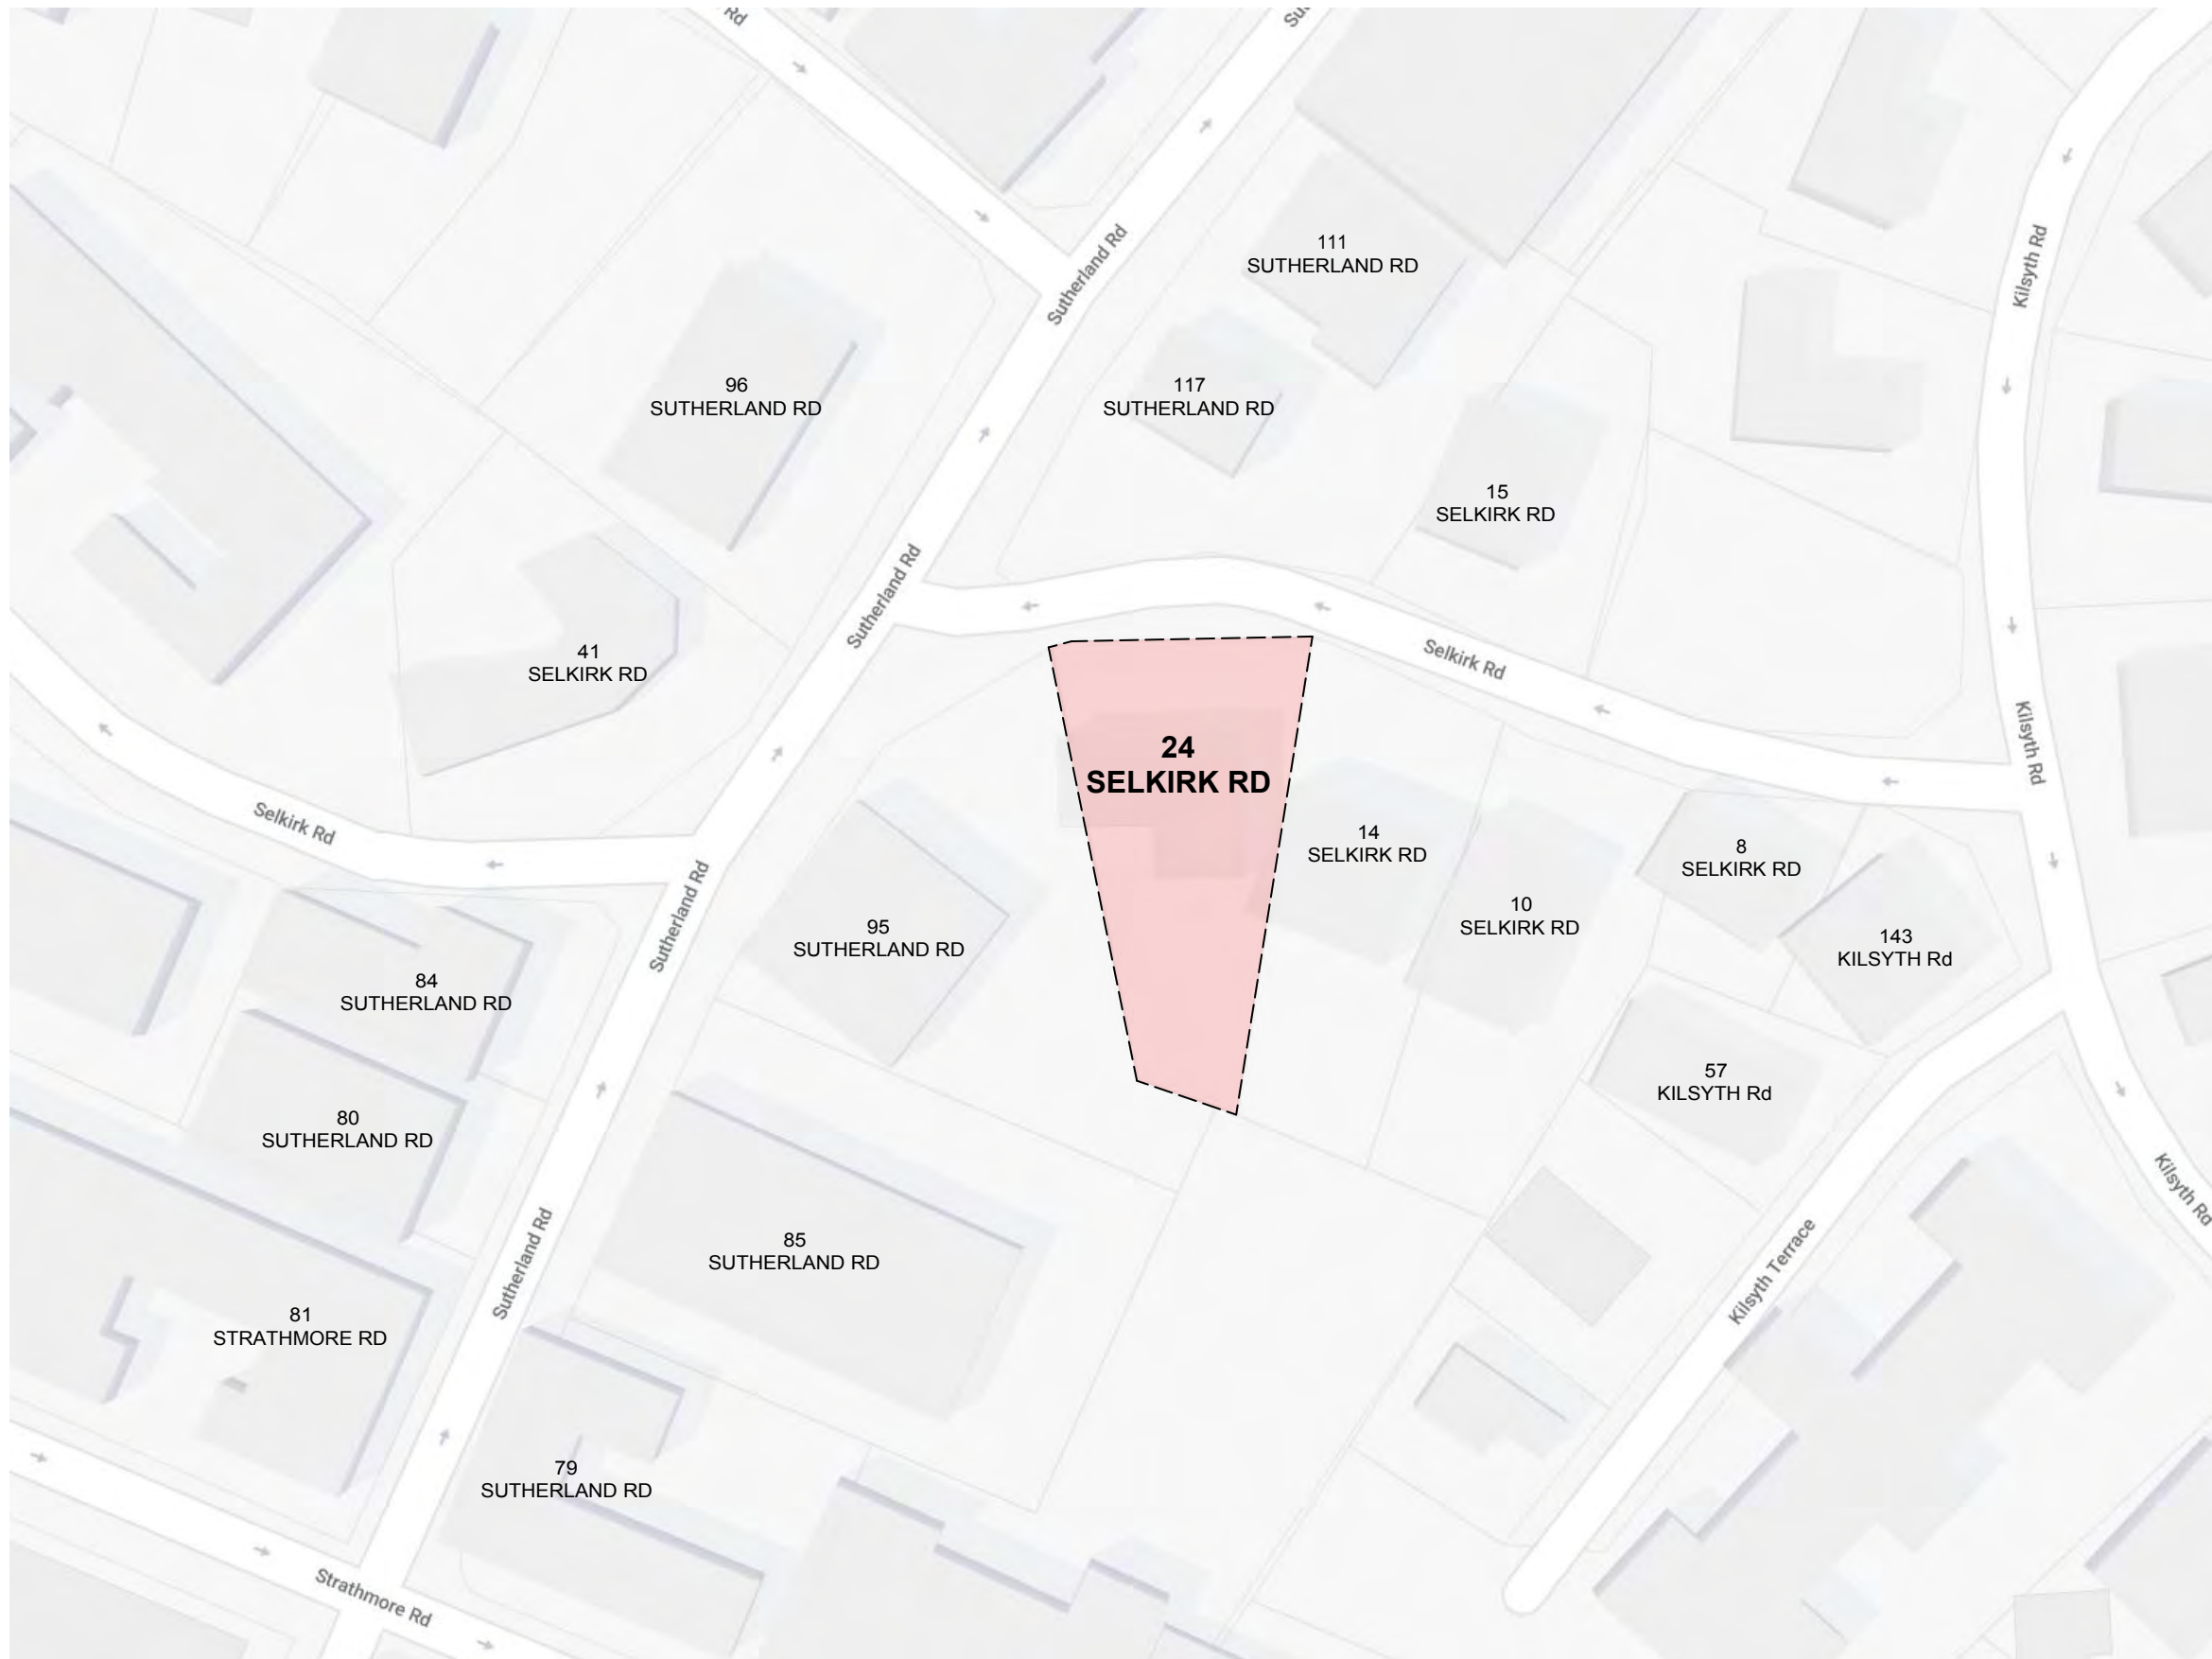 Rd
Su
111
SUTHERLAND RD
Sutherland Rd
Kilsyth Rd
96
SUTHERLAND RD
117
SUTHERLAND RD
15
SELKIRK RD
Sutherland Rd
41
SELKIRK RD
Selkirk Rd
Kilsyth Rd
24
SELKIRK RD
Selkirk Rd
14
SELKIRK RD
8
SELKIRK RD
10
SELKIRK RD
143
KILSYTH Rd
95
SUTHERLAND RD
Sutherland Rd
84
SUTHERLAND RD
57
KILSYTH Rd
80
SUTHERLAND RD
Kilsyth Rd
85
SUTHERLAND RD
Sutherland Rd
Kilsyth Terrace
81
STRATHMORE RD
79
SUTHERLAND RD
Strathmore Rd